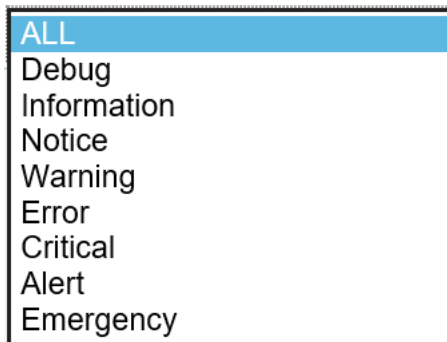 ALL
Debug
Information
Notice
Warning
Error
Critical
Alert
Emergency